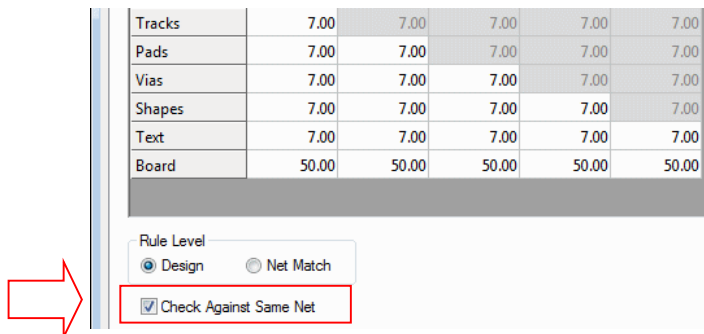 Tracks 7.00 7.00 7.00 7.00 7.00
Pads 7.00 7.00 7.00 7.00 7.00
Vias 7.00 7.00 7.00 7.00 7.00
Shapes 7.00 7.00 7.00 7.00 7.00
Text 7.00 7.00 7.00 7.00 7.00
Board 50.00 50.00 50.00 50.00 50.00
Rule Level
Design Net Match
Check Against Same Net